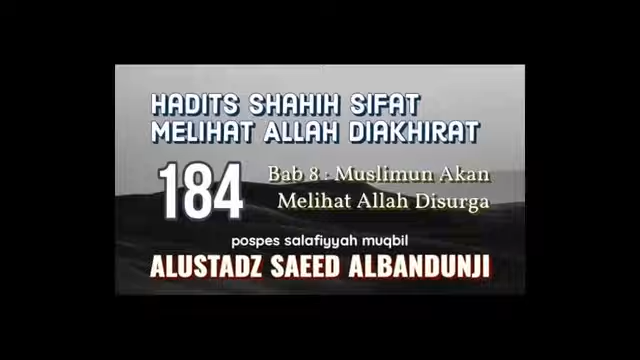 HADITS SHAHIH SIFAT
MELIHAT ALLAH DIAKHIRAT
184
Bab 8 : Muslimun Akan
Melihat Allah Disurga
pospes salafiyyah muqbil
ALUSTADZ SAEED ALBANDUNJI